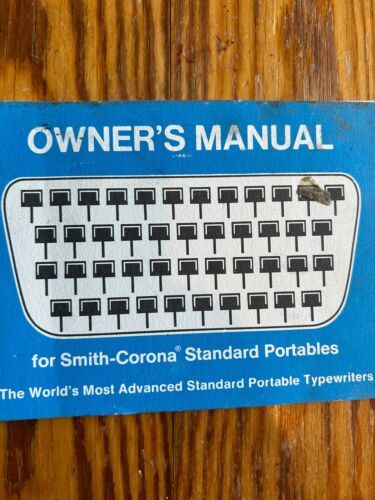 OWNER'S MANUAL
for Smith-Corona® Standard Portables
The World's Most Advanced Standard Portable Typewriters